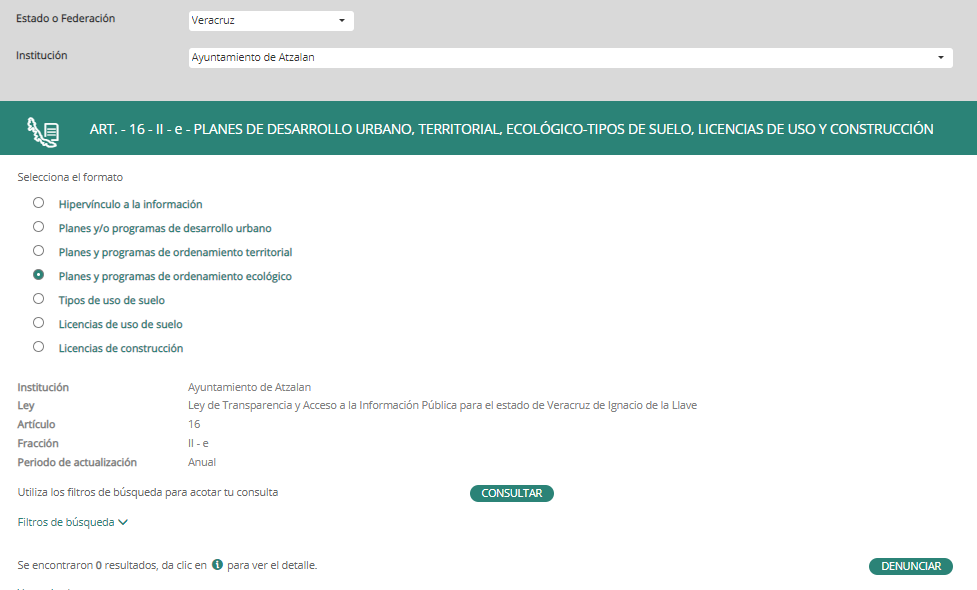 Estado o Federación
Veracruz
Institución
Ayuntamiento de Atzalan
ART. - 16 - II - e - PLANES DE DESARROLLO URBANO, TERRITORIAL, ECOLÓGICO-TIPOS DE SUELO, LICENCIAS DE USO Y CONSTRUCCIÓN
Selecciona el formato
Hipervínculo a la información
Planes y/o programas de desarrollo urbano
Planes y programas de ordenamiento territorial
Planes y programas de ordenamiento ecológico
Tipos de uso de suelo
Licencias de uso de suelo
Licencias de construcción
Institución Ayuntamiento de Atzalan
Ley Ley de Transparencia y Acceso a la Información Pública para el estado de Veracruz de Ignacio de la Llave
Artículo 16
Fracción II - e
Periodo de actualización Anual
Utiliza los filtros de búsqueda para acotar tu consulta CONSULTAR
Filtros de búsqueda
Se encontraron 0 resultados, da clic en i para ver el detalle. DENUNCIAR